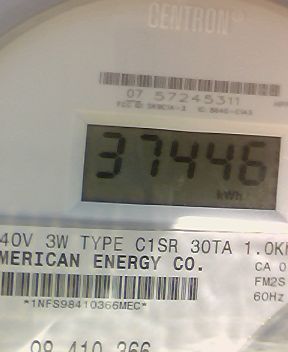 CENTRON®
07 57245311
37446
kWh
40V 3W TYPE C1SR 30TA 1.0K
MERICAN ENERGY CO.
CA 0
FM2S
60Hz
*1NFS98410366MEC*
98 410 366